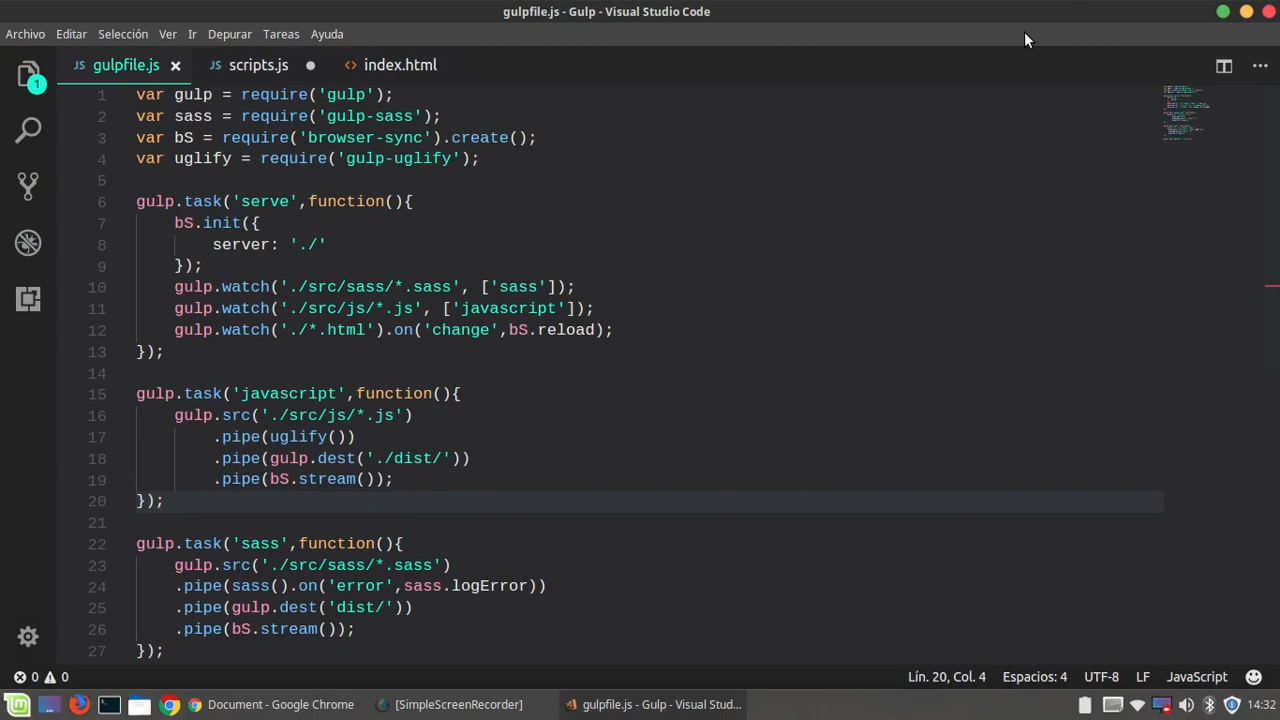 gulpfile.js - Gulp - Visual Studio Code
Archivo Editar Selección Ver Ir Depurar Tareas Ayuda
JS gulpfile.js JS scripts.js <> index.html
1
1 var gulp = require('gulp');
2 var sass = require('gulp-sass');
3 var bS = require('browser-sync').create();
4 var uglify = require('gulp-uglify');
5
6 gulp.task('serve',function(){
7 bS.init({
8 server: './'
9 });
10 gulp.watch('./src/sass/*.sass', ['sass']);
11 gulp.watch('./src/js/*.js', ['javascript']);
12 gulp.watch('./*.html').on('change',bS.reload);
13 });
14
15 gulp.task('javascript',function(){
16 gulp.src('./src/js/*.js')
17 .pipe(uglify())
18 .pipe(gulp.dest('./dist/'))
19 .pipe(bS.stream());
20 });
21
22 gulp.task('sass',function(){
23 gulp.src('./src/sass/*.sass')
24 .pipe(sass().on('error',sass.logError))
25 .pipe(gulp.dest('dist/'))
26 .pipe(bS.stream());
27 });
0 0 Lín. 20, Col. 4 Espacios: 4 UTF-8 LF JavaScript
Document - Google Chrome [SimpleScreenRecorder] gulpfile.js - Gulp - Visual Stud... 14:32